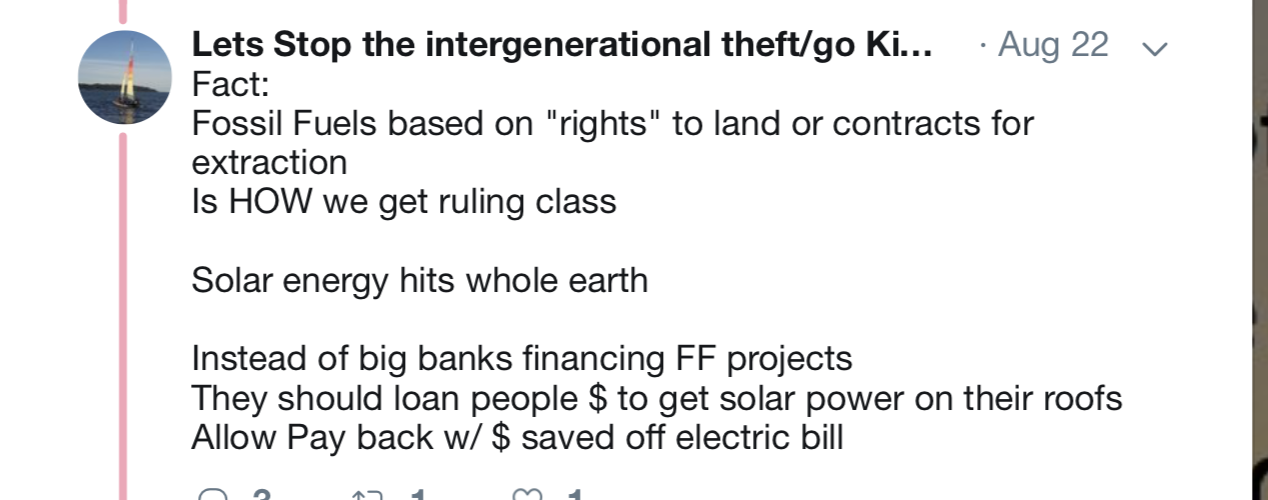 Lets Stop the intergenerational theft/go Ki... · Aug 22
Fact:
Fossil Fuels based on "rights" to land or contracts for
extraction
Is HOW we get ruling class
Solar energy hits whole earth
Instead of big banks financing FF projects
They should loan people $ to get solar power on their roofs
Allow Pay back w/ $ saved off electric bill